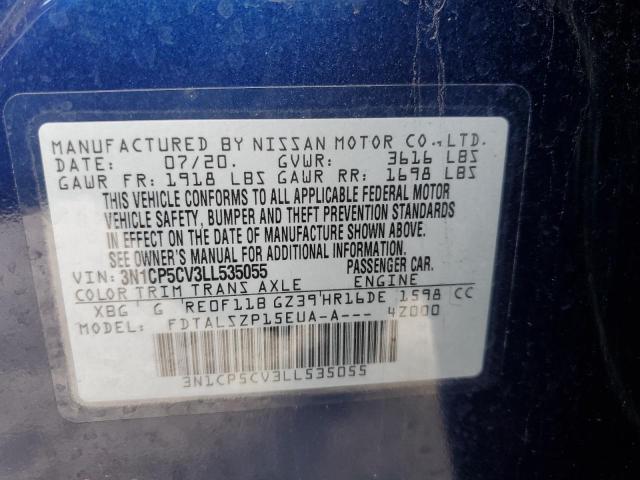 MANUFACTURED BY NISSAN MOTOR CO.,LTD.
DATE: 07/20. GVWR: 3616 LBS
GAWR FR: 1918 LBS GAWR RR: 1698 LBS
THIS VEHICLE CONFORMS TO ALL APPLICABLE FEDERAL MOTOR
VEHICLE SAFETY, BUMPER AND THEFT PREVENTION STANDARDS
IN EFFECT ON THE DATE OF MANUFACTURE SHOWN ABOVE.
SEE OWNER'S MANUAL FOR ADDITIONAL INFORMATION.
VIN: 3N1CP5CV3LL535055 PASSENGER CAR.
COLOR TRIM TRANS AXLE ENGINE
XBG G RE0F11B GZ39 HR16DE 1598 CC
MODEL: FDTALSZP15EUA-A--- 4Z000
3N1CP5CV3LL535055